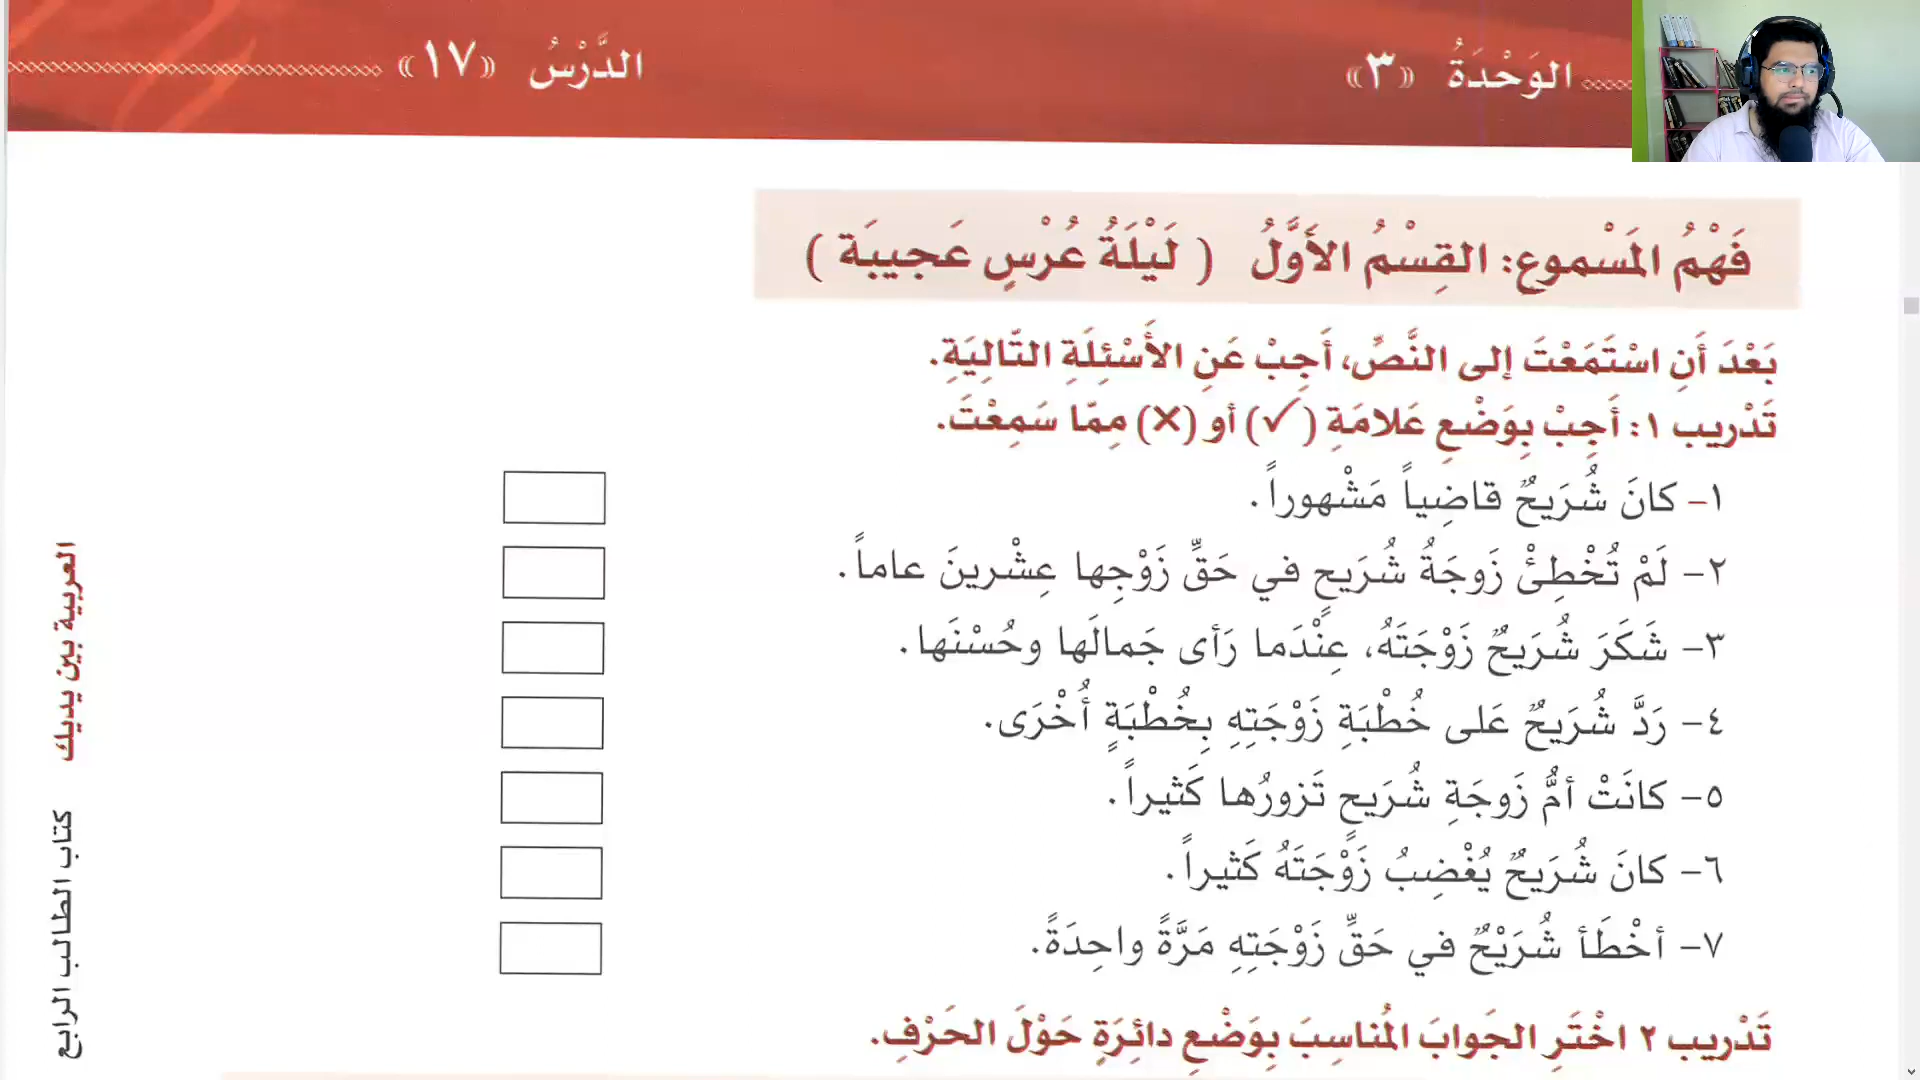 الوَحْدَةُ «٣» الدَّرْسُ «١٧»
فَهْمُ المَسْموعِ: القِسْمُ الأَوَّلُ ( لَيْلَةُ عُرْسٍ عَجيبَة )
بَعْدَ أَنِ اسْتَمَعْتَ إلى النَّصِّ، أَجِبْ عَنِ الأَسْئِلَةِ التّالِيَةِ.
تَدْريب ١: أَجِبْ بِوَضْعِ عَلامَةِ (✓) أو (×) مِمّا سَمِعْتَ.
١- كانَ شُرَيحٌ قاضِياً مَشْهوراً.
٢- لَمْ تُخْطِئْ زَوجَةُ شُرَيحٍ في حَقِّ زَوْجِها عِشْرينَ عاماً.
٣- شَكَرَ شُرَيحٌ زَوْجَتَهُ، عِنْدَما رَأى جَمالَها وحُسْنَها.
٤- رَدَّ شُرَيحٌ عَلى خُطْبَةِ زَوْجَتِهِ بِخُطْبَةٍ أُخْرَى.
٥- كانَتْ أمُّ زَوجَةِ شُرَيحٍ تَزورُها كَثيراً.
٦- كانَ شُرَيحٌ يُغْضِبُ زَوْجَتَهُ كَثيراً.
٧- أخْطَأ شُرَيْحٌ في حَقِّ زَوْجَتِهِ مَرَّةً واحِدَةً.
تَدْريب ٢ اخْتَرِ الجَوابَ المُناسِبَ بِوَضْعِ دائِرَةٍ حَوْلَ الحَرْفِ.
العربية بين يديك
كتاب الطالب الرابع